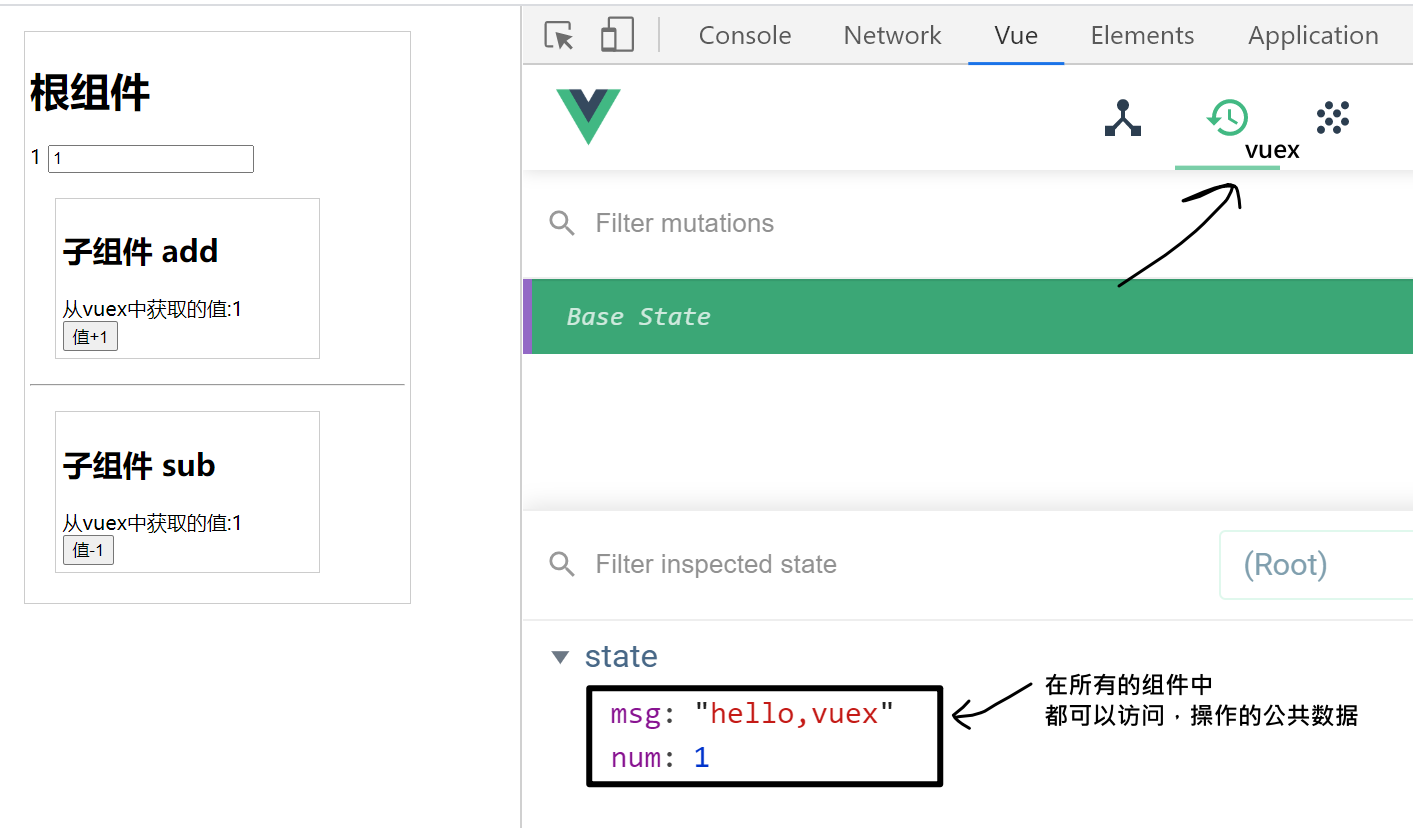 根组件
1 1
子组件 add
从vuex中获取的值:1
值+1
子组件 sub
从vuex中获取的值:1
值-1
Console Network Vue Elements Application
vuex
Filter mutations
Base State
Filter inspected state (Root)
state
msg: "hello,vuex"
num: 1
在所有的组件中
都可以访问，操作的公共数据